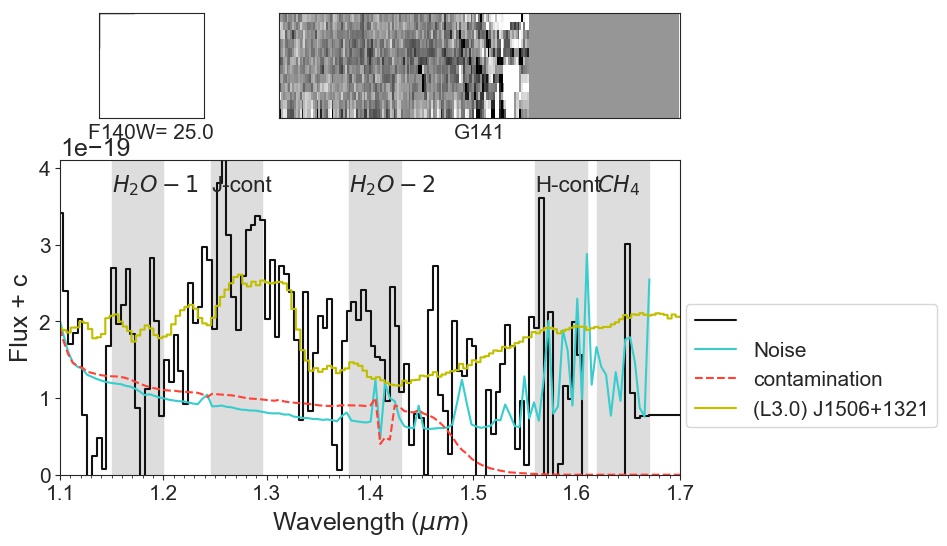 F140W= 25.0
G141
1e−19
H₂O − 1
J-cont
H₂O − 2
H-cont
CH₄
4
3
2
1
0
Flux + c
1.1
1.2
1.3
1.4
1.5
1.6
1.7
Wavelength (μm)
Noise
contamination
(L3.0) J1506+1321